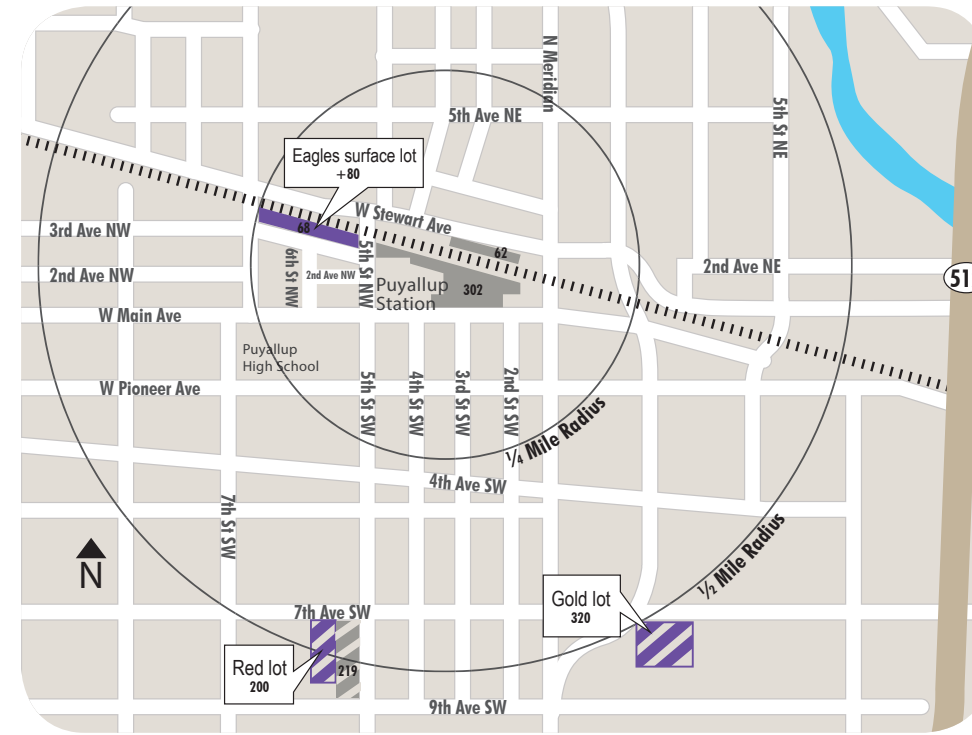 N Meridian
5th Ave NE
5th St NE
Eagles surface lot
+80
68
W Stewart Ave
62
3rd Ave NW
2nd Ave NW
6th St NW
2nd Ave NW
5th St NW
Puyallup
Station
302
2nd Ave NE
51
W Main Ave
Puyallup
High School
W Pioneer Ave
5th St SW
4th St SW
3rd St SW
2nd St SW
1/4 Mile Radius
4th Ave SW
7th St SW
1/2 Mile Radius
N
7th Ave SW
Gold lot
320
Red lot
200
219
9th Ave SW